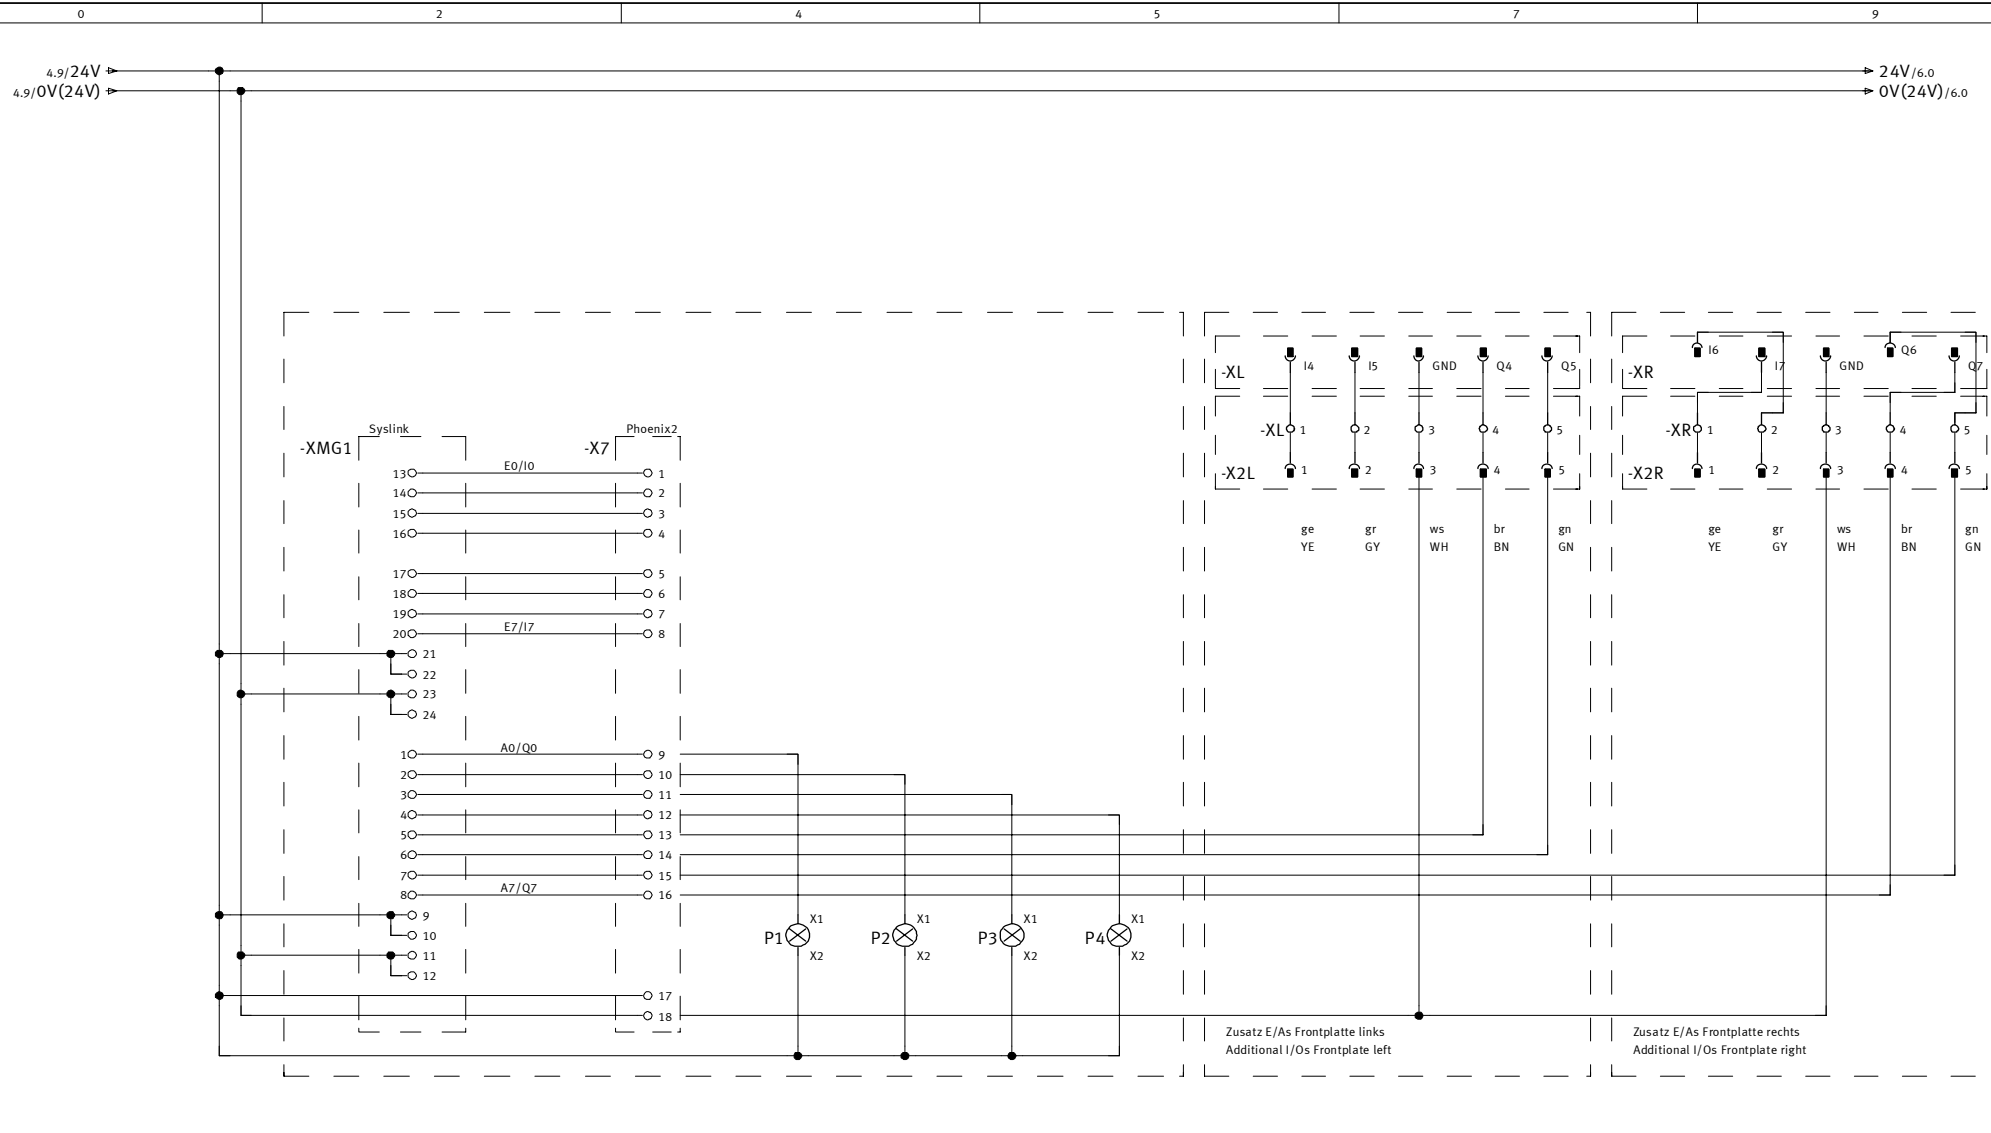 0 2 4 5 7 9
4.9/24V 24V/6.0
4.9/0V(24V) 0V(24V)/6.0
-XL I4 I5 GND Q4 Q5
-XR I6 I7 GND Q6 Q7
-XL 1 2 3 4 5
-XR 1 2 3 4 5
-X2L 1 2 3 4 5
-X2R 1 2 3 4 5
ge gr ws br gn
YE GY WH BN GN
ge gr ws br gn
YE GY WH BN GN
Syslink Phoenix2
-XMG1 -X7
13 E0/I0 1
14 2
15 3
16 4
17 5
18 6
19 7
20 E7/I7 8
21
22
23
24
1 A0/Q0 9
2 10
3 11
4 12
5 13
6 14
7 15
8 A7/Q7 16
9
10
11
12
17
18
P1 X1 X2
P2 X1 X2
P3 X1 X2
P4 X1 X2
Zusatz E/As Frontplatte links
Additional I/Os Frontplate left
Zusatz E/As Frontplatte rechts
Additional I/Os Frontplate right